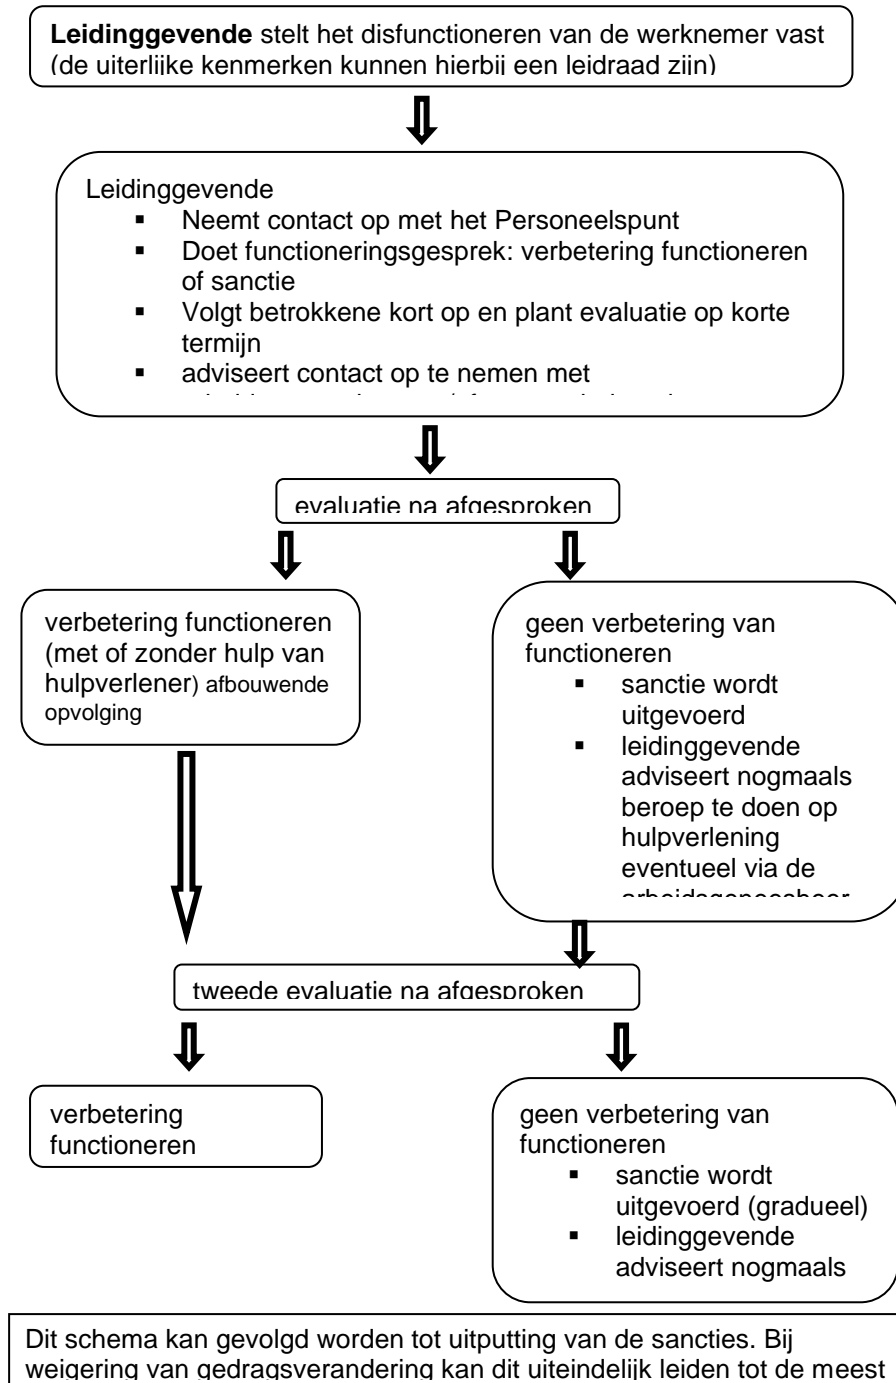 Leidinggevende stelt het disfunctioneren van de werknemer vast
(de uiterlijke kenmerken kunnen hierbij een leidraad zijn)
Leidinggevende
▪ Neemt contact op met het Personeelspunt
▪ Doet functioneringsgesprek: verbetering functioneren
of sanctie
▪ Volgt betrokkene kort op en plant evaluatie op korte
termijn
▪ adviseert contact op te nemen met
evaluatie na afgesproken
verbetering functioneren
(met of zonder hulp van
hulpverlener) afbouwende
opvolging
geen verbetering van
functioneren
▪ sanctie wordt
uitgevoerd
▪ leidinggevende
adviseert nogmaals
beroep te doen op
hulpverlening
eventueel via de
arbeidsgeneesheer
tweede evaluatie na afgesproken
verbetering
functioneren
geen verbetering van
functioneren
▪ sanctie wordt
uitgevoerd (gradueel)
▪ leidinggevende
adviseert nogmaals
Dit schema kan gevolgd worden tot uitputting van de sancties. Bij
weigering van gedragsverandering kan dit uiteindelijk leiden tot de meest